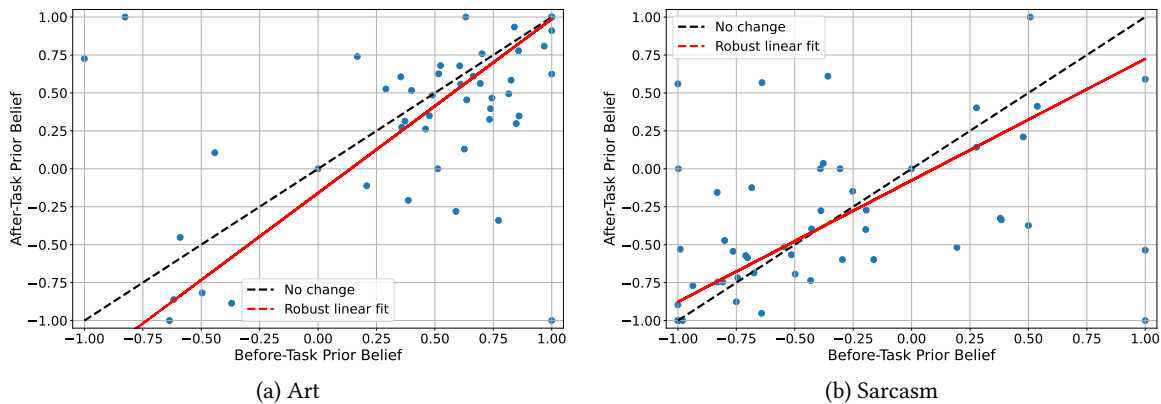 1.00
0.75
0.50
0.25
0.00
−0.25
−0.50
−0.75
−1.00
After-Task Prior Belief
No change
Robust linear fit
−1.00 −0.75 −0.50 −0.25 0.00 0.25 0.50 0.75 1.00
Before-Task Prior Belief
(a) Art
1.00
0.75
0.50
0.25
0.00
−0.25
−0.50
−0.75
−1.00
After-Task Prior Belief
No change
Robust linear fit
−1.00 −0.75 −0.50 −0.25 0.00 0.25 0.50 0.75 1.00
Before-Task Prior Belief
(b) Sarcasm